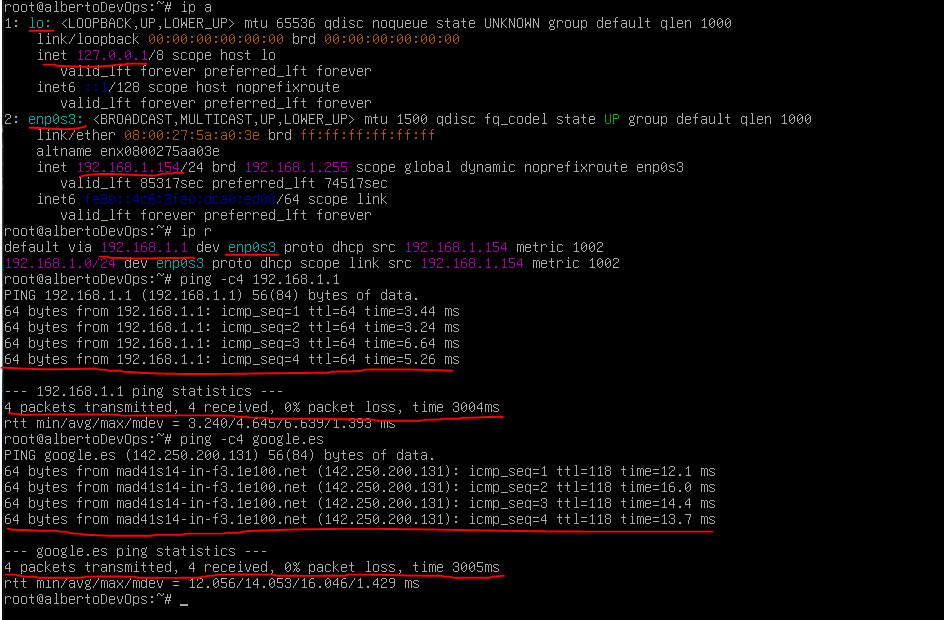 root@albertoDevOps:~# ip a
1: lo: <LOOPBACK,UP,LOWER_UP> mtu 65536 qdisc noqueue state UNKNOWN group default qlen 1000
    link/loopback 00:00:00:00:00:00 brd 00:00:00:00:00:00
    inet 127.0.0.1/8 scope host lo
       valid_lft forever preferred_lft forever
    inet6 ::1/128 scope host noprefixroute
       valid_lft forever preferred_lft forever
2: enp0s3: <BROADCAST,MULTICAST,UP,LOWER_UP> mtu 1500 qdisc fq_codel state UP group default qlen 1000
    link/ether 08:00:27:5a:a0:3e brd ff:ff:ff:ff:ff:ff
    altname enx0800275aa03e
    inet 192.168.1.154/24 brd 192.168.1.255 scope global dynamic noprefixroute enp0s3
       valid_lft 85317sec preferred_lft 74517sec
    inet6 /64 scope link
       valid_lft forever preferred_lft forever
root@albertoDevOps:~# ip r
default via 192.168.1.1 dev enp0s3 proto dhcp src 192.168.1.154 metric 1002
192.168.1.0/24 dev enp0s3 proto dhcp scope link src 192.168.1.154 metric 1002
root@albertoDevOps:~# ping -c4 192.168.1.1
PING 192.168.1.1 (192.168.1.1) 56(84) bytes of data.
64 bytes from 192.168.1.1: icmp_seq=1 ttl=64 time=3.44 ms
64 bytes from 192.168.1.1: icmp_seq=2 ttl=64 time=3.24 ms
64 bytes from 192.168.1.1: icmp_seq=3 ttl=64 time=6.64 ms
64 bytes from 192.168.1.1: icmp_seq=4 ttl=64 time=5.26 ms

--- 192.168.1.1 ping statistics ---
4 packets transmitted, 4 received, 0% packet loss, time 3004ms
rtt min/avg/max/mdev = 3.240/4.645/6.639/1.393 ms
root@albertoDevOps:~# ping -c4 google.es
PING google.es (142.250.200.131) 56(84) bytes of data.
64 bytes from mad41s14-in-f3.1e100.net (142.250.200.131): icmp_seq=1 ttl=118 time=12.1 ms
64 bytes from mad41s14-in-f3.1e100.net (142.250.200.131): icmp_seq=2 ttl=118 time=16.0 ms
64 bytes from mad41s14-in-f3.1e100.net (142.250.200.131): icmp_seq=3 ttl=118 time=14.4 ms
64 bytes from mad41s14-in-f3.1e100.net (142.250.200.131): icmp_seq=4 ttl=118 time=13.7 ms

--- google.es ping statistics ---
4 packets transmitted, 4 received, 0% packet loss, time 3005ms
rtt min/avg/max/mdev = 12.056/14.053/16.046/1.429 ms
root@albertoDevOps:~# _